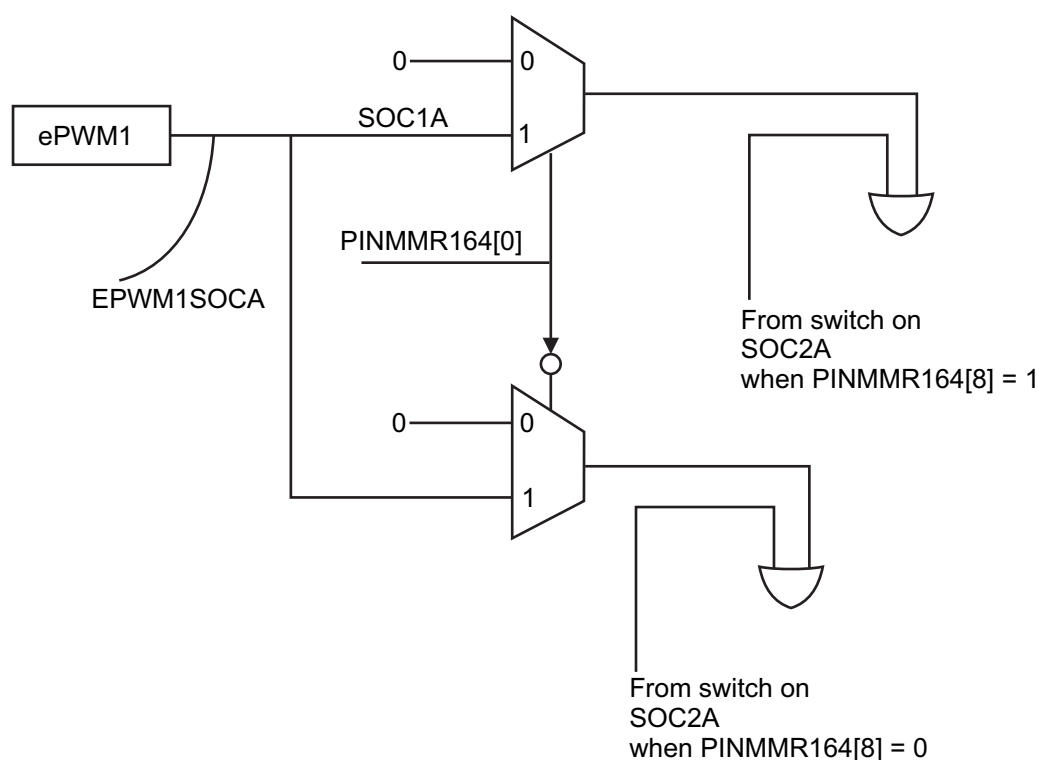 0
0
SOC1A
ePWM1
1
PINMMR164[0]
EPWM1SOCA
From switch on
SOC2A
when PINMMR164[8] = 1
0
0
1
From switch on
SOC2A
when PINMMR164[8] = 0